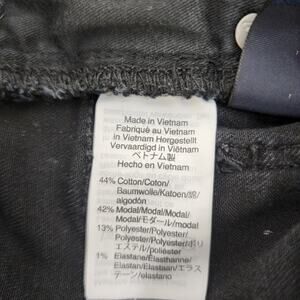 Made in Vietnam
Fabriqué au Vietnam
in Vietnam Hergestellt
Vervaardigd in Viëtnam
ベトナム製
Hecho en Vietnam
44% Cotton/Coton/
Baumwolle/Katoen/綿/
algodón
42% Modal/Modal/Modal/
Modal/モダール/modal
13% Polyester/Polyester/
Polyester/Polyester/ポリ
エステル/poliéster
1% Elastane/Élasthanne/
Elastan/Elastaan/エラス
テーン/elastano